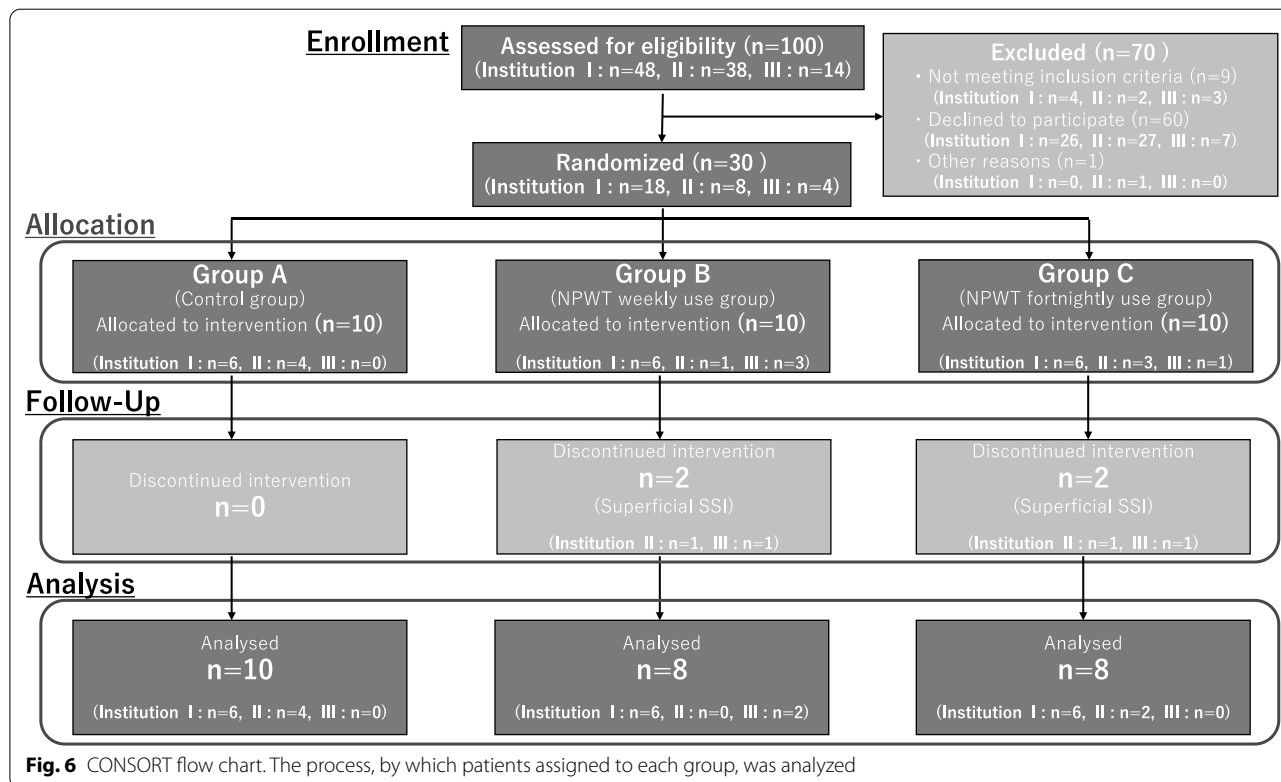 Enrollment
Assessed for eligibility (n=100)
(Institution Ⅰ : n=48, Ⅱ : n=38, Ⅲ : n=14)
Excluded (n=70 )
・Not meeting inclusion criteria (n=9)
(Institution Ⅰ : n=4, Ⅱ : n=2, Ⅲ : n=3)
・Declined to participate (n=60)
(Institution Ⅰ : n=26, Ⅱ : n=27, Ⅲ : n=7)
・Other reasons (n=1)
(Institution Ⅰ : n=0, Ⅱ : n=1, Ⅲ : n=0)
Randomized (n=30 )
(Institution Ⅰ : n=18, Ⅱ : n=8, Ⅲ : n=4)
Allocation
Group A
(Control group)
Allocated to intervention (n=10)
(Institution Ⅰ : n=6, Ⅱ : n=4, Ⅲ : n=0)
Group B
(NPWT weekly use group)
Allocated to intervention (n=10)
(Institution Ⅰ : n=6, Ⅱ : n=1, Ⅲ : n=3)
Group C
(NPWT fortnightly use group)
Allocated to intervention (n=10)
(Institution Ⅰ : n=6, Ⅱ : n=3, Ⅲ : n=1)
Follow-Up
Discontinued intervention
n=0
Discontinued intervention
n=2
(Superficial SSI)
(Institution Ⅱ : n=1, Ⅲ : n=1)
Discontinued intervention
n=2
(Superficial SSI)
(Institution Ⅱ : n=1, Ⅲ : n=1)
Analysis
Analysed
n=10
(Institution Ⅰ : n=6, Ⅱ : n=4, Ⅲ : n=0)
Analysed
n=8
(Institution Ⅰ : n=6, Ⅱ : n=0, Ⅲ : n=2)
Analysed
n=8
(Institution Ⅰ : n=6, Ⅱ : n=2, Ⅲ : n=0)
Fig. 6 CONSORT flow chart. The process, by which patients assigned to each group, was analyzed